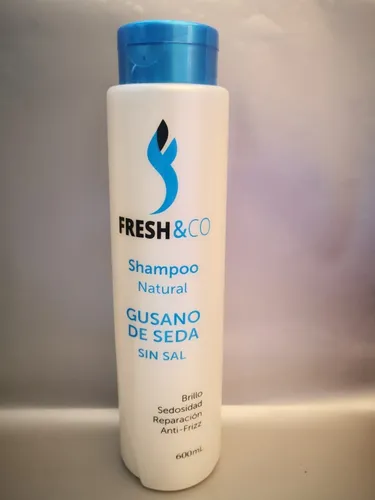 FRESH&CO
Shampoo
Natural
GUSANO
DE SEDA
SIN SAL
Brillo
Sedosidad
Reparación
Anti-Frizz
600mL